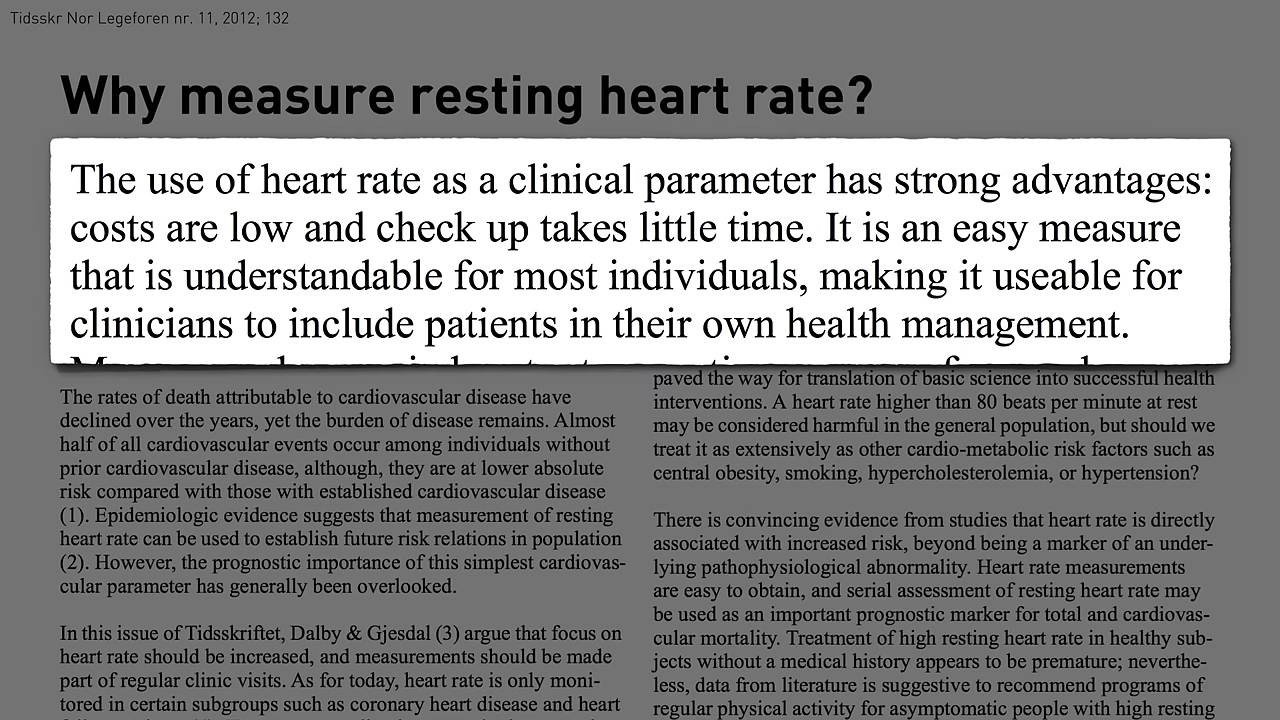 Tidsskr Nor Legeforen nr. 11, 2012; 132
Why measure resting heart rate?
The use of heart rate as a clinical parameter has strong advantages:
costs are low and check up takes little time. It is an easy measure
that is understandable for most individuals, making it useable for
clinicians to include patients in their own health management.
The rates of death attributable to cardiovascular disease have
declined over the years, yet the burden of disease remains. Almost
half of all cardiovascular events occur among individuals without
prior cardiovascular disease, although, they are at lower absolute
risk compared with those with established cardiovascular disease
(1). Epidemiologic evidence suggests that measurement of resting
heart rate can be used to establish future risk relations in population
(2). However, the prognostic importance of this simplest cardiovas-
cular parameter has generally been overlooked.
In this issue of Tidsskriftet, Dalby & Gjesdal (3) argue that focus on
heart rate should be increased, and measurements should be made
part of regular clinic visits. As for today, heart rate is only moni-
tored in certain subgroups such as coronary heart disease and heart
paved the way for translation of basic science into successful health
interventions. A heart rate higher than 80 beats per minute at rest
may be considered harmful in the general population, but should we
treat it as extensively as other cardio-metabolic risk factors such as
central obesity, smoking, hypercholesterolemia, or hypertension?
There is convincing evidence from studies that heart rate is directly
associated with increased risk, beyond being a marker of an under-
lying pathophysiological abnormality. Heart rate measurements
are easy to obtain, and serial assessment of resting heart rate may
be used as an important prognostic marker for total and cardiovas-
cular mortality. Treatment of high resting heart rate in healthy sub-
jects without a medical history appears to be premature; neverthe-
less, data from literature is suggestive to recommend programs of
regular physical activity for asymptomatic people with high resting